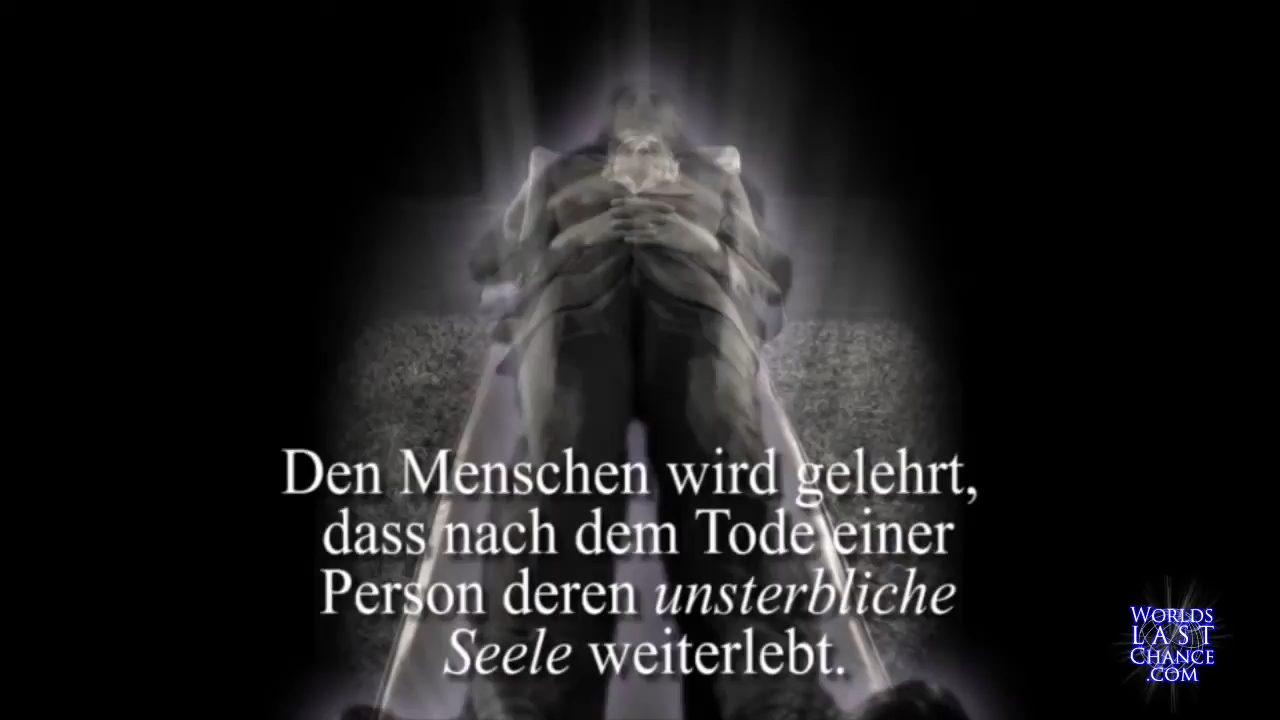 Den Menschen wird gelehrt,
dass nach dem Tode einer
Person deren unsterbliche
Seele weiterlebt.
WORLDS
LAST
CHANCE
.COM